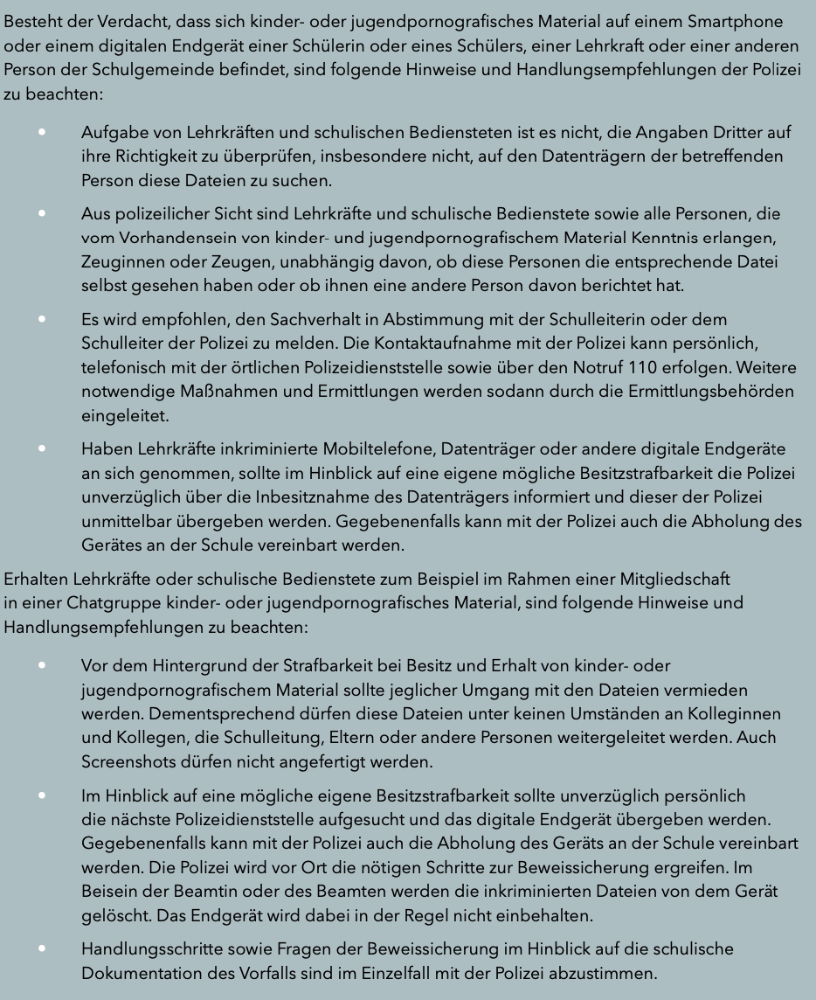 Besteht der Verdacht, dass sich kinder- oder jugendpornografisches Material auf einem Smartphone
oder einem digitalen Endgerät einer Schülerin oder eines Schülers, einer Lehrkraft oder einer anderen
Person der Schulgemeinde befindet, sind folgende Hinweise und Handlungsempfehlungen der Polizei
zu beachten:
• Aufgabe von Lehrkräften und schulischen Bediensteten ist es nicht, die Angaben Dritter auf
ihre Richtigkeit zu überprüfen, insbesondere nicht, auf den Datenträgern der betreffenden
Person diese Dateien zu suchen.
• Aus polizeilicher Sicht sind Lehrkräfte und schulische Bedienstete sowie alle Personen, die
vom Vorhandensein von kinder- und jugendpornografischem Material Kenntnis erlangen,
Zeuginnen oder Zeugen, unabhängig davon, ob diese Personen die entsprechende Datei
selbst gesehen haben oder ob ihnen eine andere Person davon berichtet hat.
• Es wird empfohlen, den Sachverhalt in Abstimmung mit der Schulleiterin oder dem
Schulleiter der Polizei zu melden. Die Kontaktaufnahme mit der Polizei kann persönlich,
telefonisch mit der örtlichen Polizeidienststelle sowie über den Notruf 110 erfolgen. Weitere
notwendige Maßnahmen und Ermittlungen werden sodann durch die Ermittlungsbehörden
eingeleitet.
• Haben Lehrkräfte inkriminierte Mobiltelefone, Datenträger oder andere digitale Endgeräte
an sich genommen, sollte im Hinblick auf eine eigene mögliche Besitzstrafbarkeit die Polizei
unverzüglich über die Inbesitznahme des Datenträgers informiert und dieser der Polizei
unmittelbar übergeben werden. Gegebenenfalls kann mit der Polizei auch die Abholung des
Gerätes an der Schule vereinbart werden.
Erhalten Lehrkräfte oder schulische Bedienstete zum Beispiel im Rahmen einer Mitgliedschaft
in einer Chatgruppe kinder- oder jugendpornografisches Material, sind folgende Hinweise und
Handlungsempfehlungen zu beachten:
• Vor dem Hintergrund der Strafbarkeit bei Besitz und Erhalt von kinder- oder
jugendpornografischem Material sollte jeglicher Umgang mit den Dateien vermieden
werden. Dementsprechend dürfen diese Dateien unter keinen Umständen an Kolleginnen
und Kollegen, die Schulleitung, Eltern oder andere Personen weitergeleitet werden. Auch
Screenshots dürfen nicht angefertigt werden.
• Im Hinblick auf eine mögliche eigene Besitzstrafbarkeit sollte unverzüglich persönlich
die nächste Polizeidienststelle aufgesucht und das digitale Endgerät übergeben werden.
Gegebenenfalls kann mit der Polizei auch die Abholung des Geräts an der Schule vereinbart
werden. Die Polizei wird vor Ort die nötigen Schritte zur Beweissicherung ergreifen. Im
Beisein der Beamtin oder des Beamten werden die inkriminierten Dateien von dem Gerät
gelöscht. Das Endgerät wird dabei in der Regel nicht einbehalten.
• Handlungsschritte sowie Fragen der Beweissicherung im Hinblick auf die schulische
Dokumentation des Vorfalls sind im Einzelfall mit der Polizei abzustimmen.